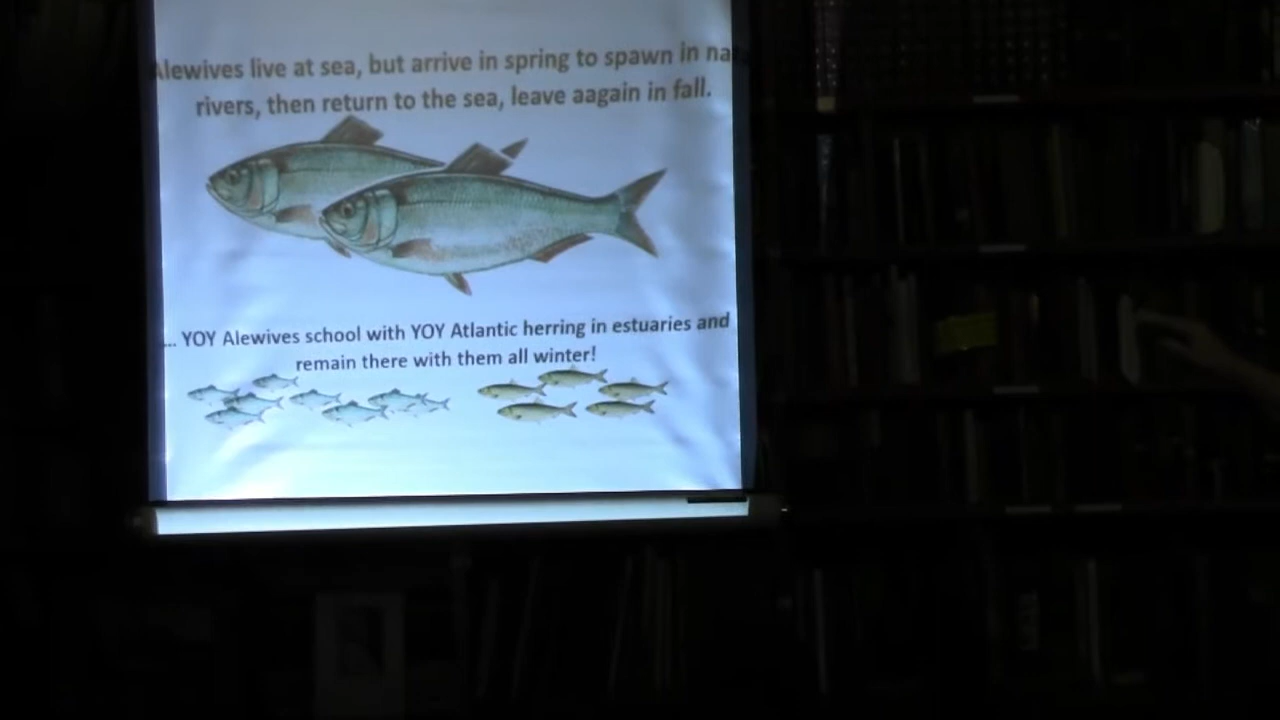 Alewives live at sea, but arrive in spring to spawn in na
rivers, then return to the sea, leave aagain in fall.
... YOY Alewives school with YOY Atlantic herring in estuaries and
remain there with them all winter!